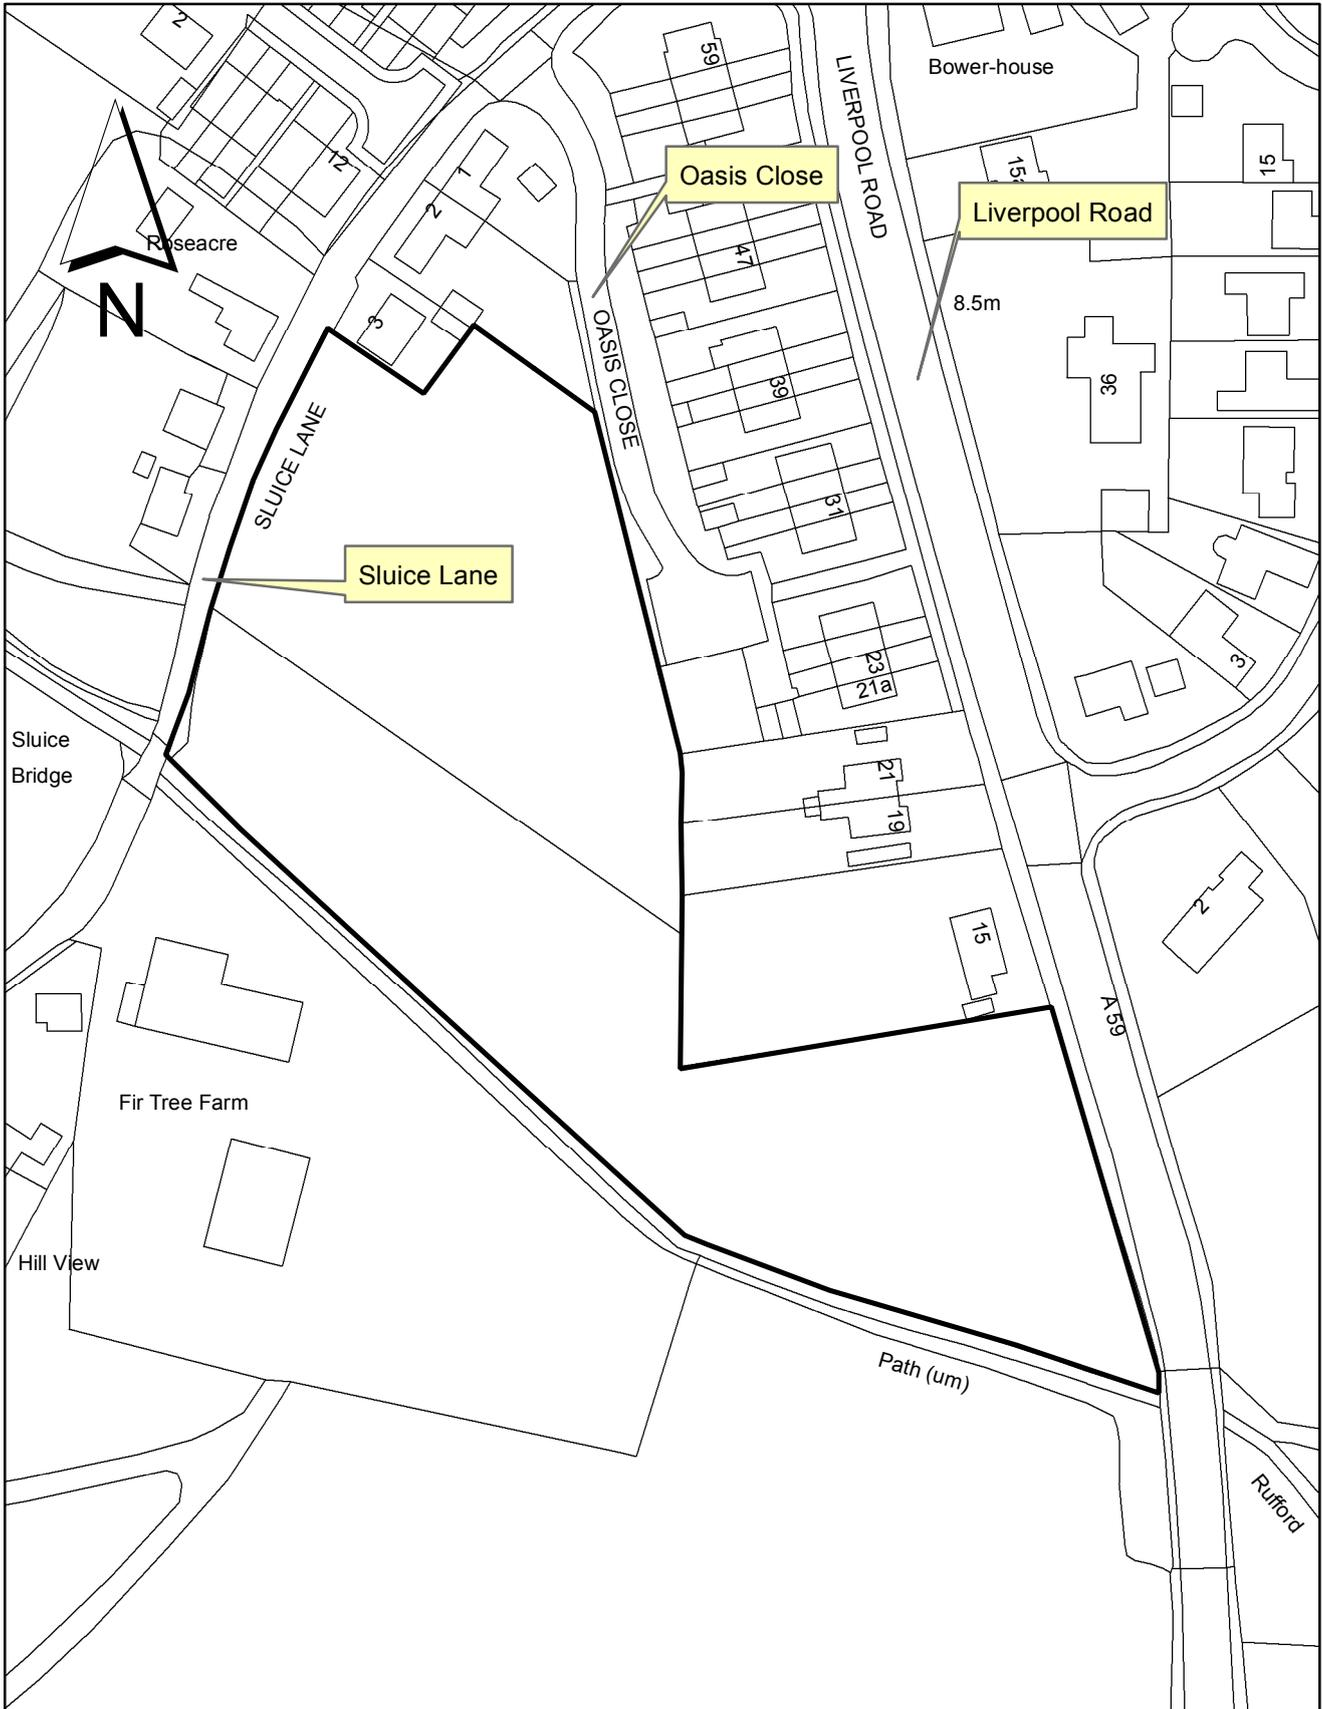 2
59
Bower-house
LIVERPOOL ROAD
12
1
15
15a
Oasis Close
2
Liverpool Road
Roseacre
47
8.5m
N
3
OASIS CLOSE
39
36
SLUICE LANE
31
Sluice Lane
23
3
21a
Sluice
Bridge
21
19
2
15
A 59
Fir Tree Farm
Hill View
Path (um)
Rufford